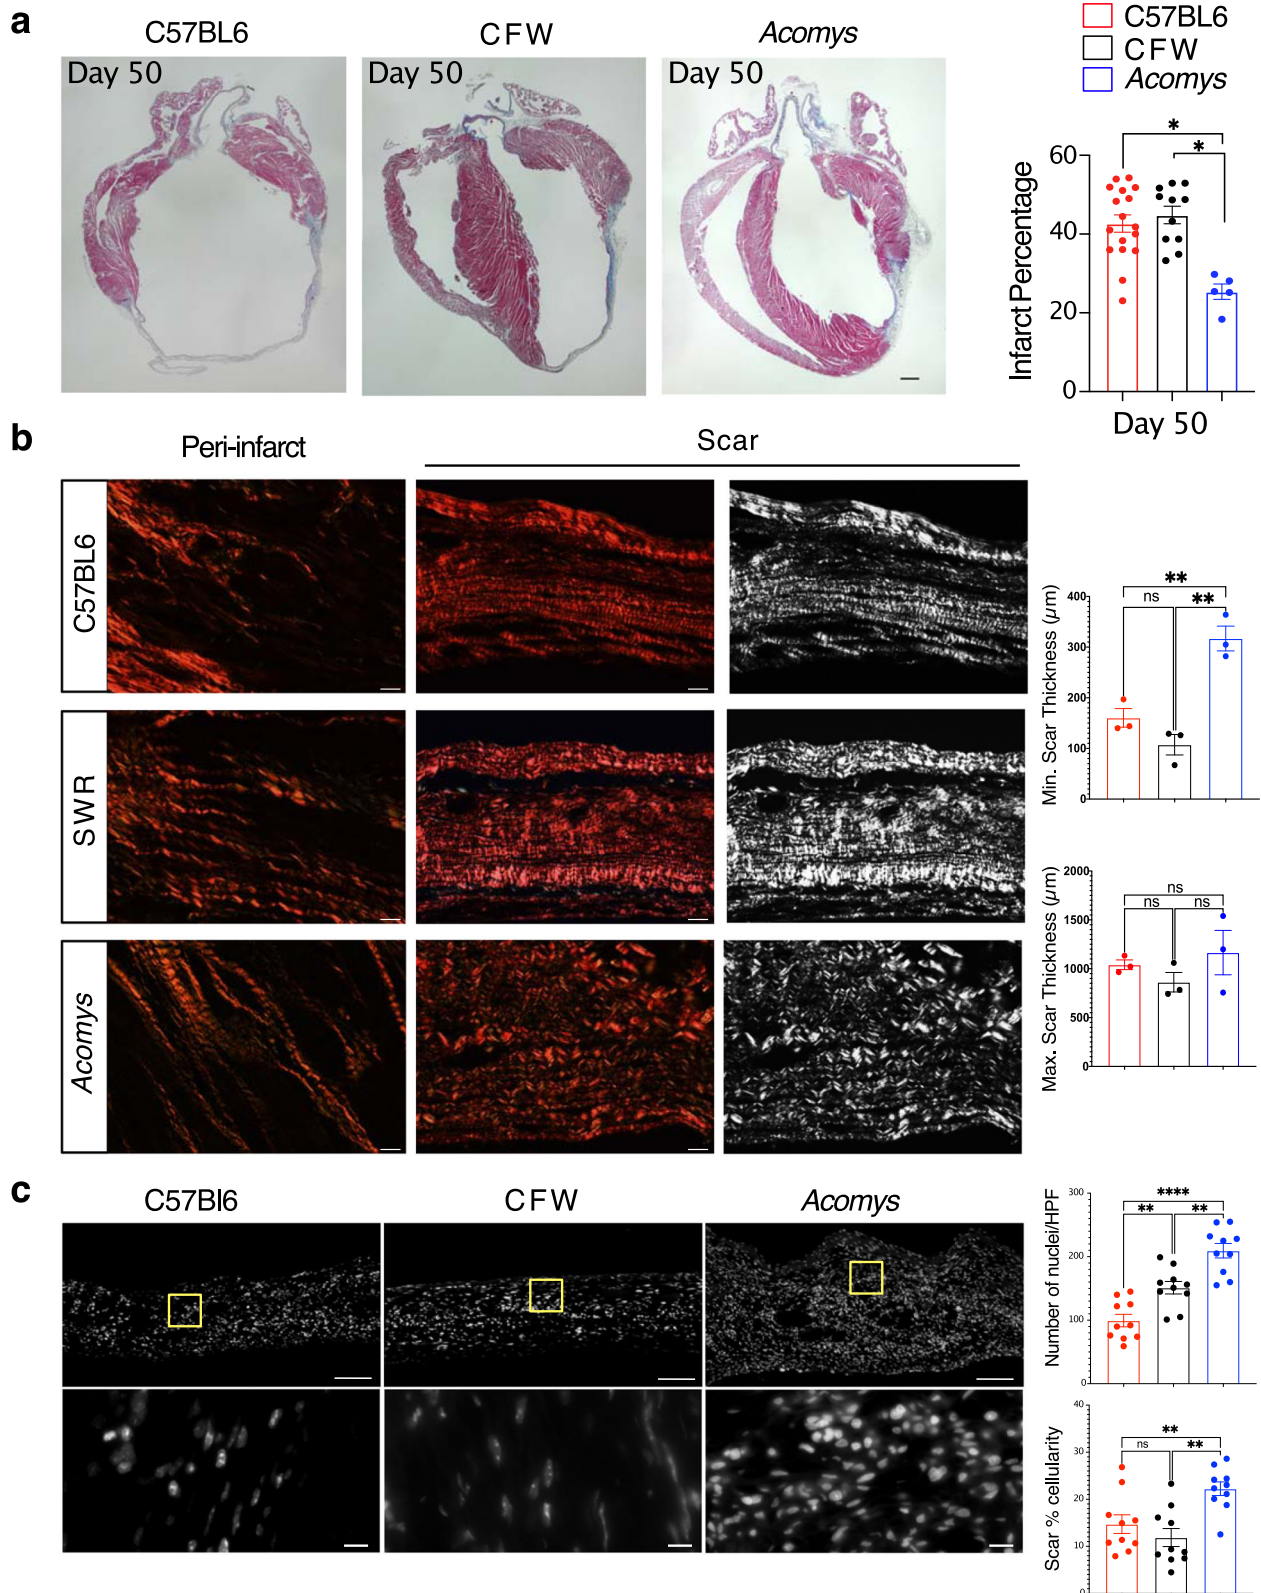 a
C57BL6
CFW
Acomys
C57BL6
CFW
Acomys
Day 50
Day 50
Day 50
*
*
Infarct Percentage
60
40
20
0
Day 50
b
Peri-infarct
Scar
C57BL6
SWR
Acomys
**
ns
**
Min. Scar Thickness (µm)
400
300
200
100
0
ns
ns
ns
Max. Scar Thickness (µm)
2000
1500
1000
500
0
c
C57Bl6
CFW
Acomys
****
**
**
Number of nuclei/HPF
300
200
100
0
**
ns
**
Scar % cellularity
40
30
20
10
0